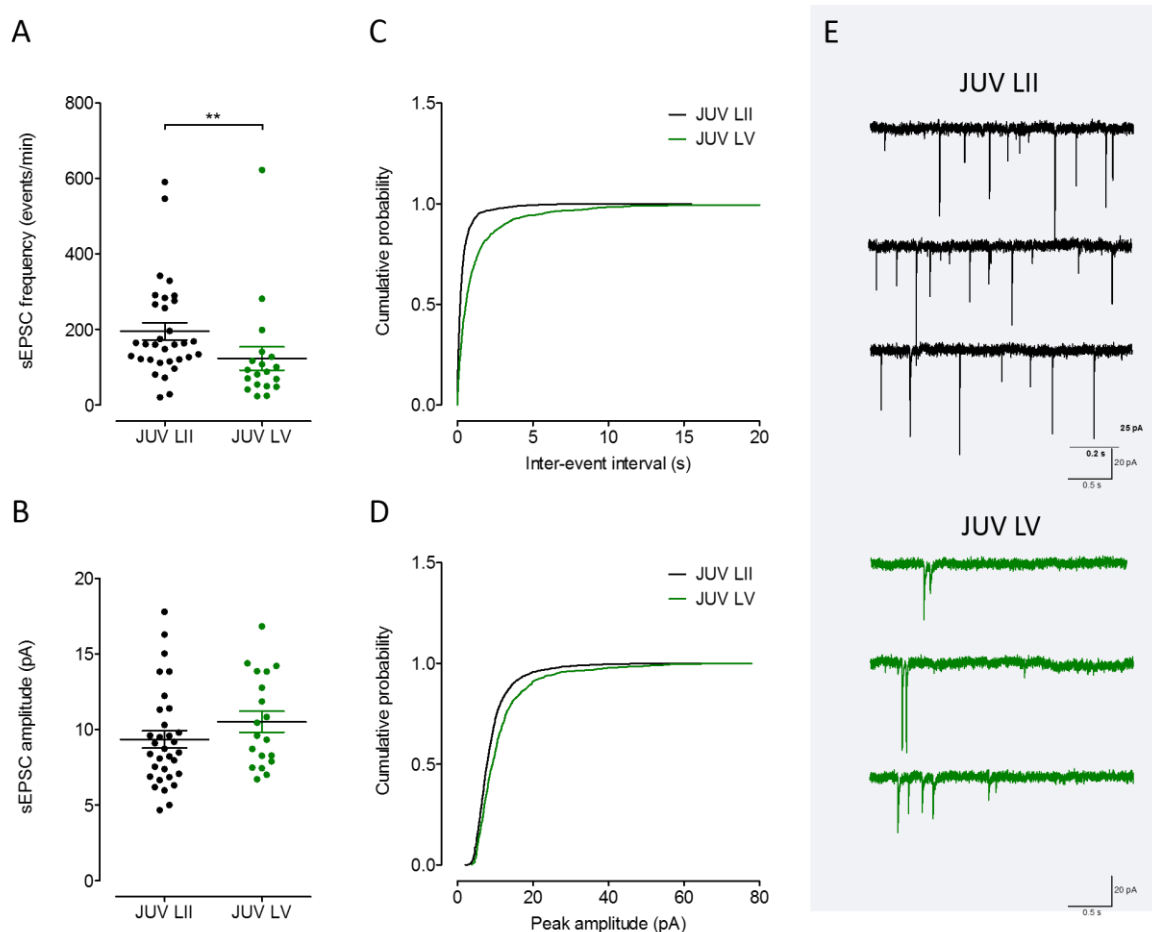 A
sEPSC frequency (events/min)
800
600
400
200
0
**
JUV LII
JUV LV
B
sEPSC amplitude (pA)
20
15
10
5
0
JUV LII
JUV LV
C
Cumulative probability
1.5
1.0
0.5
0.0
JUV LII
JUV LV
0
5
10
15
20
Inter-event interval (s)
D
Cumulative probability
1.5
1.0
0.5
0.0
JUV LII
JUV LV
0
20
40
60
80
Peak amplitude (pA)
E
JUV LII
25 pA
0.2 s
20 pA
0.5 s
JUV LV
20 pA
0.5 s